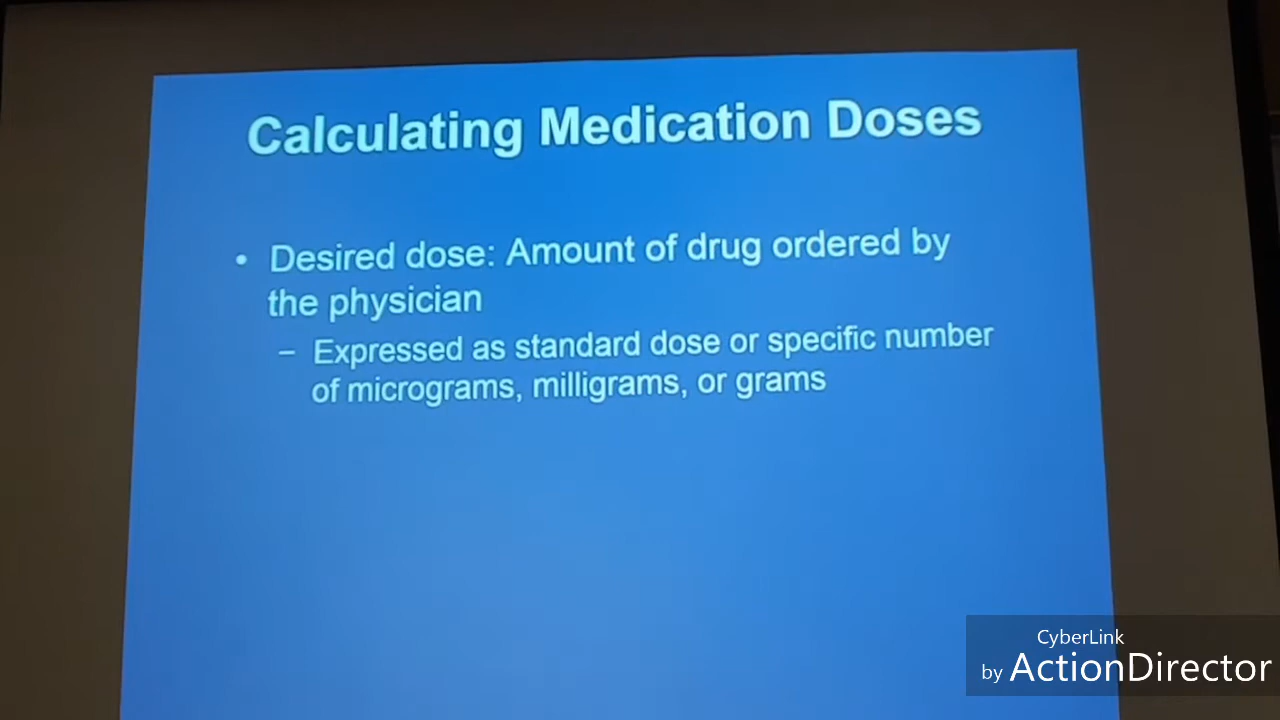 Calculating Medication Doses
• Desired dose: Amount of drug ordered by
the physician
– Expressed as standard dose or specific number
of micrograms, milligrams, or grams
CyberLink
by ActionDirector